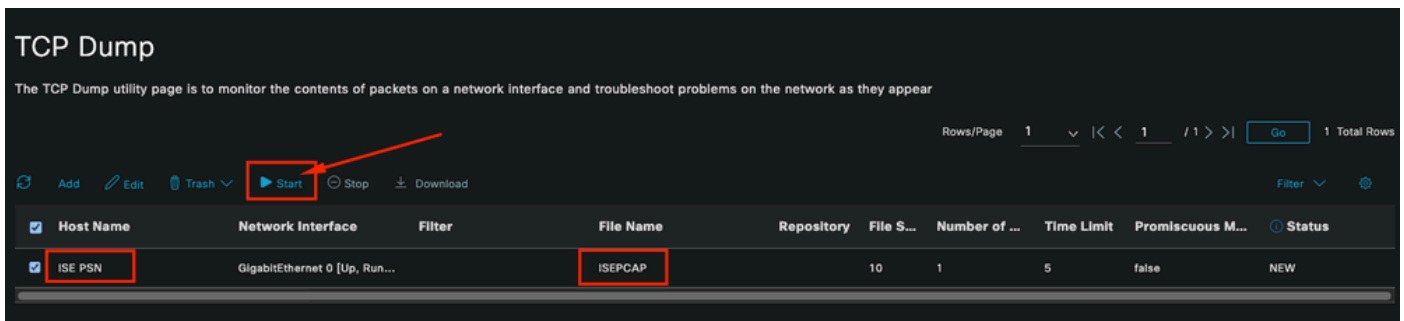 TCP Dump
The TCP Dump utility page is to monitor the contents of packets on a network interface and troubleshoot problems on the network as they appear
Rows/Page 1 |< < 1 / 1 > >| Go 1 Total Rows
Add Edit Trash Start Stop Download Filter
Host Name Network Interface Filter File Name Repository File S... Number of ... Time Limit Promiscuous M... Status
ISE PSN GigabitEthernet 0 [Up, Run... ISEPCAP 10 1 5 false NEW